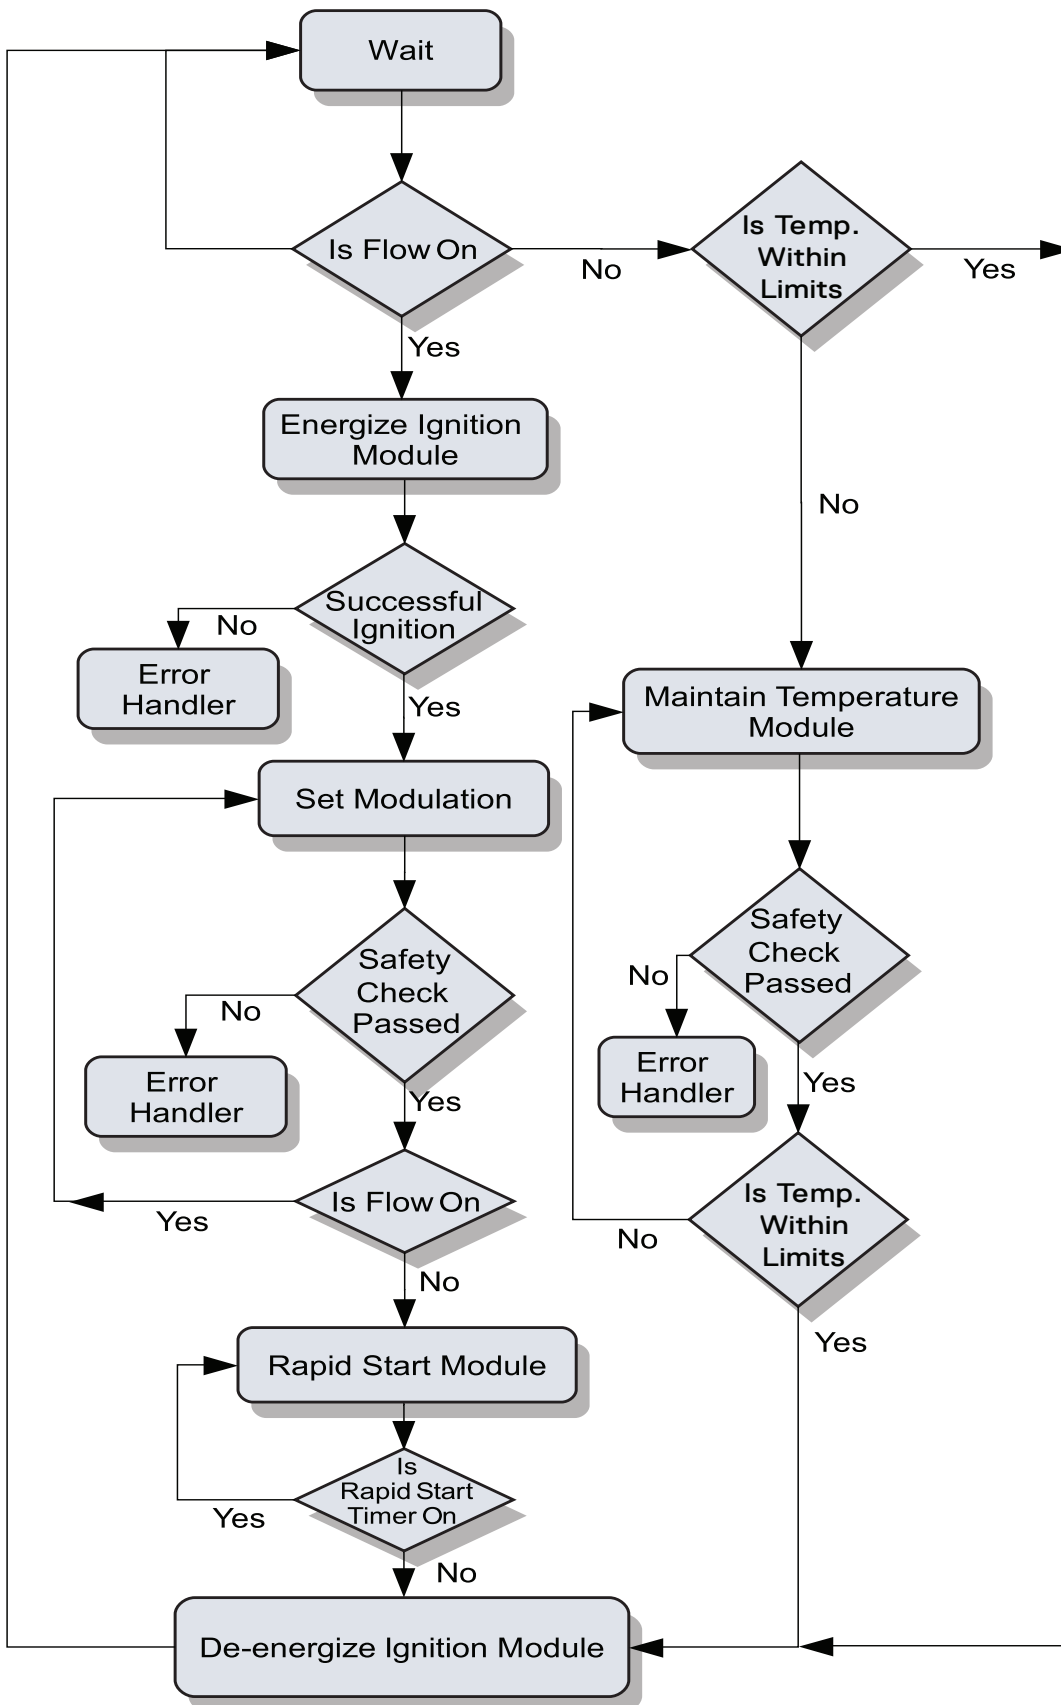 Wait
Is Flow On
No
Is Temp.
Within
Limits
Yes
Yes
Energize Ignition
Module
No
Successful
Ignition
No
Error
Handler
Yes
Maintain Temperature
Module
Set Modulation
Safety
Check
Passed
No
Error
Handler
Yes
Safety
Check
Passed
No
Error
Handler
Yes
Is Flow On
Yes
No
Is Temp.
Within
Limits
No
Yes
Rapid Start Module
Is
Rapid Start
Timer On
Yes
No
De-energize Ignition Module